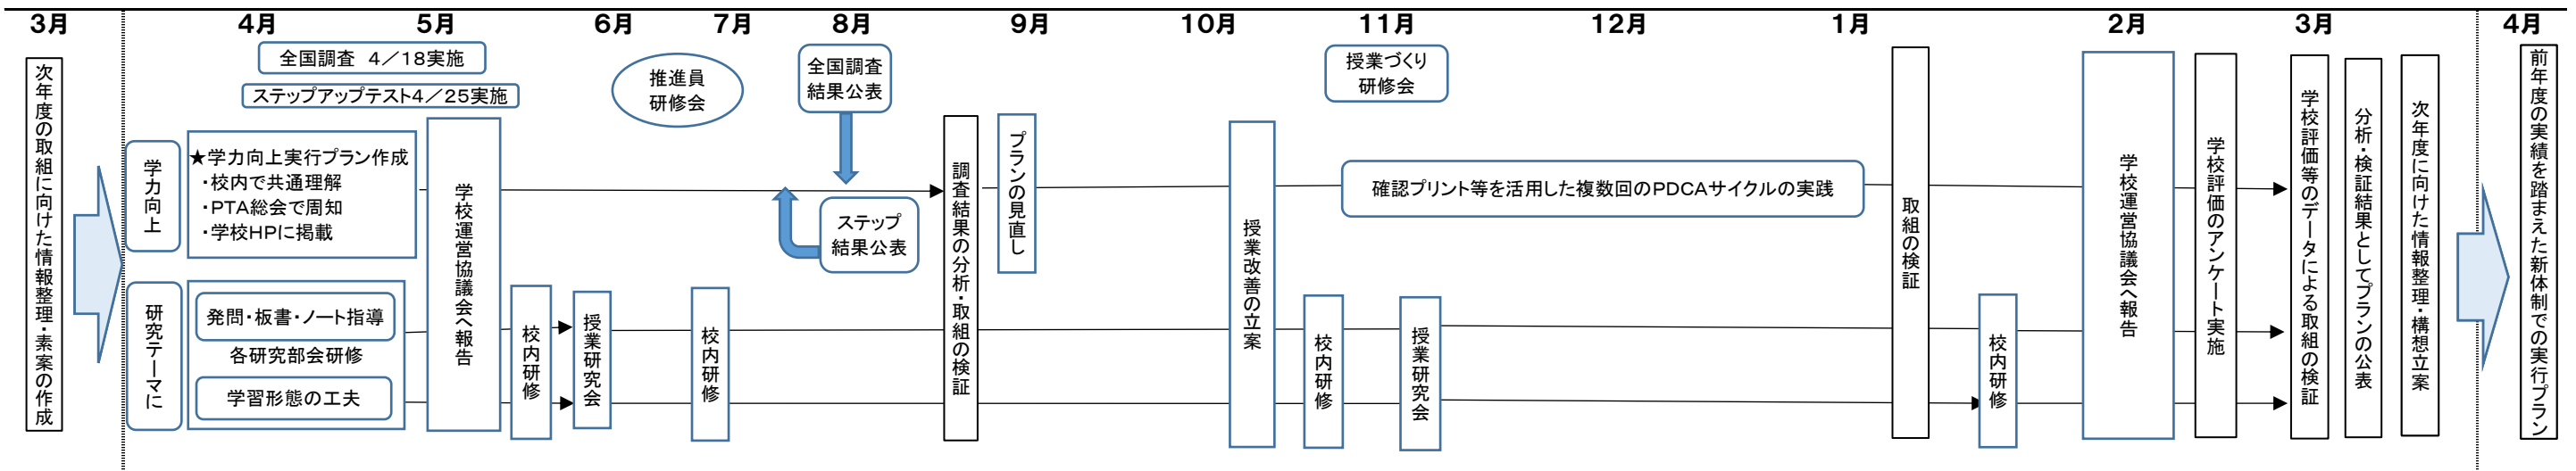 3月
4月
5月
6月
7月
8月
9月
10月
11月
12月
1月
2月
3月
4月
次年度の取組に向けた情報整理・素案の作成
全国調査　4／18実施
ステップアップテスト4／25実施
学力向上
★学力向上実行プラン作成
・校内で共通理解
・PTA総会で周知
・学校HPに掲載
研究テーマに
発問・板書・ノート指導
各研究部会研修
学習形態の工夫
学校運営協議会へ報告
校内研修
授業研究会
推進員
研修会
校内研修
全国調査
結果公表
ステップ
結果公表
調査結果の分析・取組の検証
プランの見直し
授業改善の立案
校内研修
授業づくり
研修会
授業研究会
確認プリント等を活用した複数回のPDCAサイクルの実践
取組の検証
校内研修
学校運営協議会へ報告
学校評価のアンケート実施
学校評価等のデータによる取組の検証
分析・検証結果としてプランの公表
次年度に向けた情報整理・構想立案
前年度の実績を踏まえた新体制での実行プラン